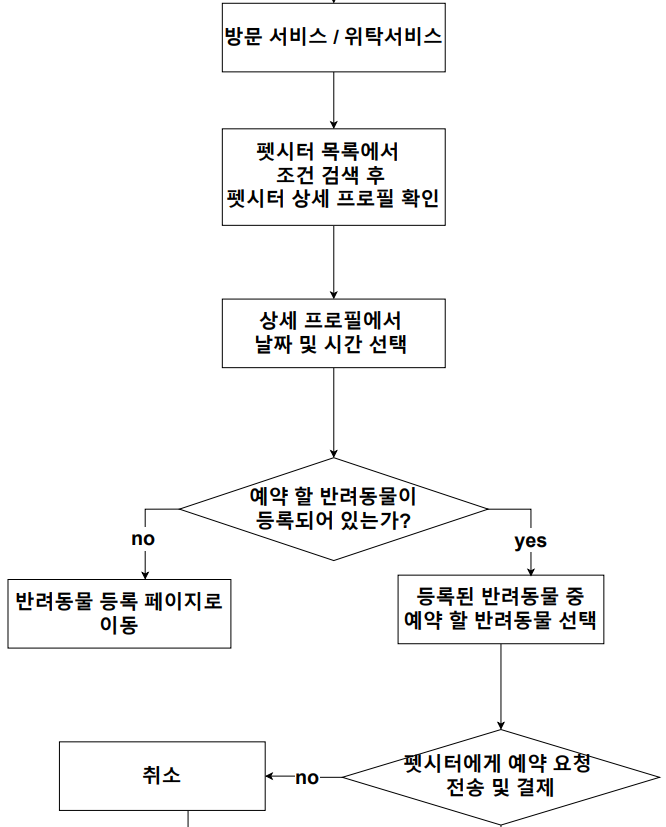 방문 서비스 / 위탁서비스
펫시터 목록에서
조건 검색 후
펫시터 상세 프로필 확인
상세 프로필에서
날짜 및 시간 선택
예약 할 반려동물이
등록되어 있는가?
no
yes
반려동물 등록 페이지로
이동
등록된 반려동물 중
예약 할 반려동물 선택
펫시터에게 예약 요청
전송 및 결제
no
취소